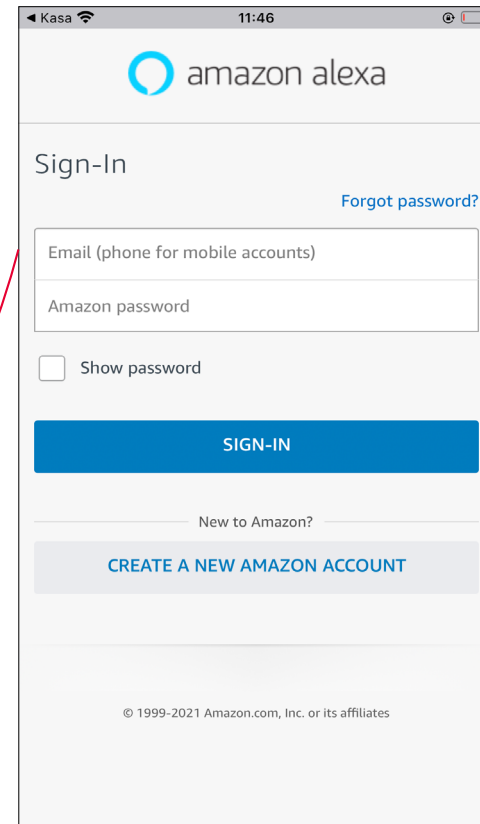 ◀ Kasa 11:46
amazon alexa
Sign-In
Forgot password?
Email (phone for mobile accounts)
Amazon password
Show password
SIGN-IN
New to Amazon?
CREATE A NEW AMAZON ACCOUNT
© 1999-2021 Amazon.com, Inc. or its affiliates